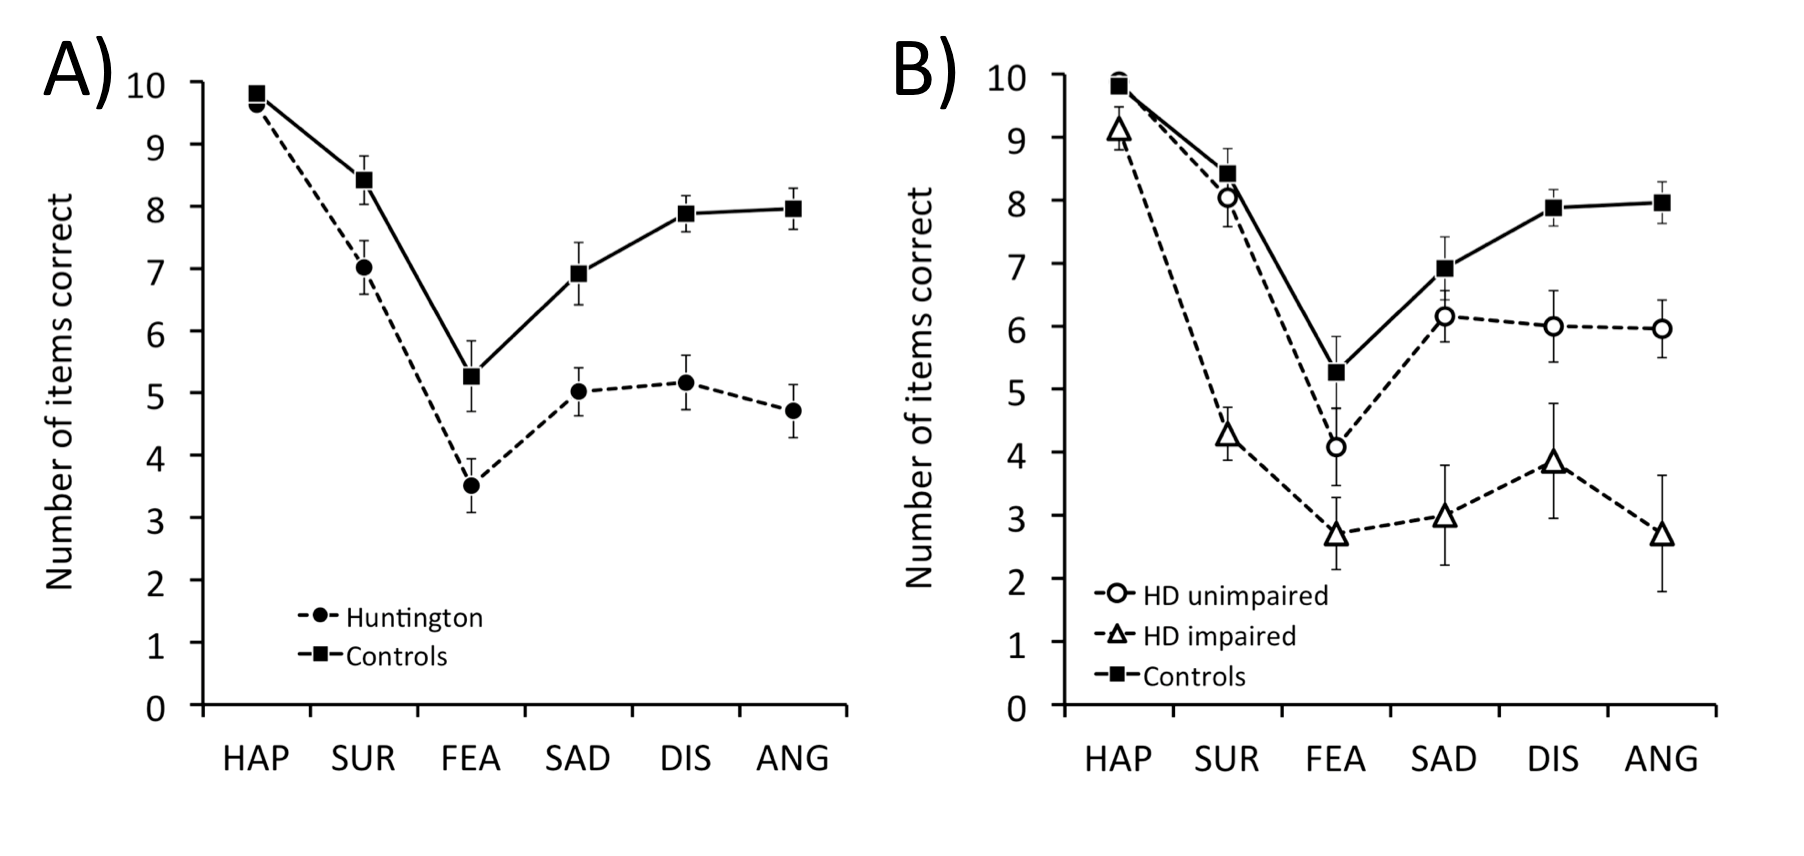 A)
Number of items correct
10
9
8
7
6
5
4
3
2
1
0
Huntington
Controls
HAP SUR FEA SAD DIS ANG
B)
Number of items correct
10
9
8
7
6
5
4
3
2
1
0
HD unimpaired
HD impaired
Controls
HAP SUR FEA SAD DIS ANG